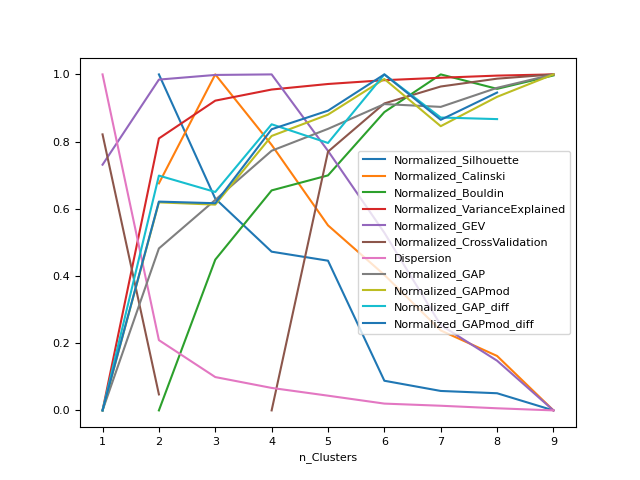 1.0
0.8
0.6
0.4
0.2
0.0
Normalized_Silhouette
Normalized_Calinski
Normalized_Bouldin
Normalized_VarianceExplained
Normalized_GEV
Normalized_CrossValidation
Dispersion
Normalized_GAP
Normalized_GAPmod
Normalized_GAP_diff
Normalized_GAPmod_diff
1 2 3 4 5 6 7 8 9
n_Clusters